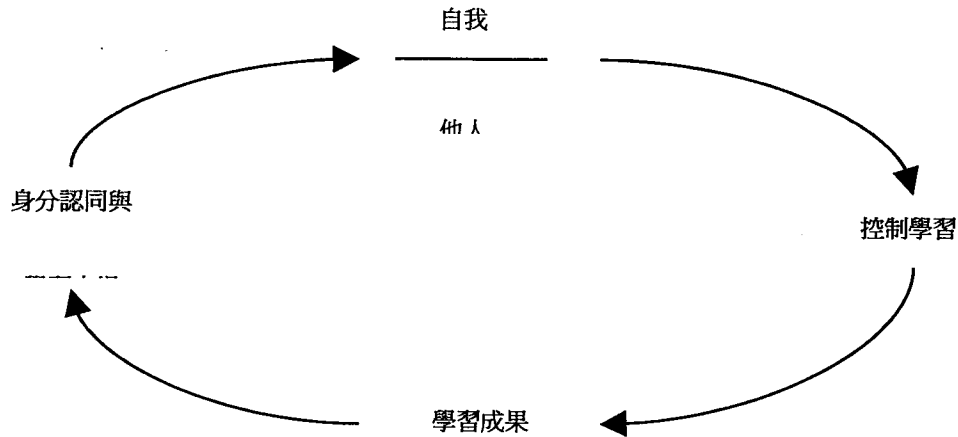 自我
他人
身分認同與
控制學習
學習成果